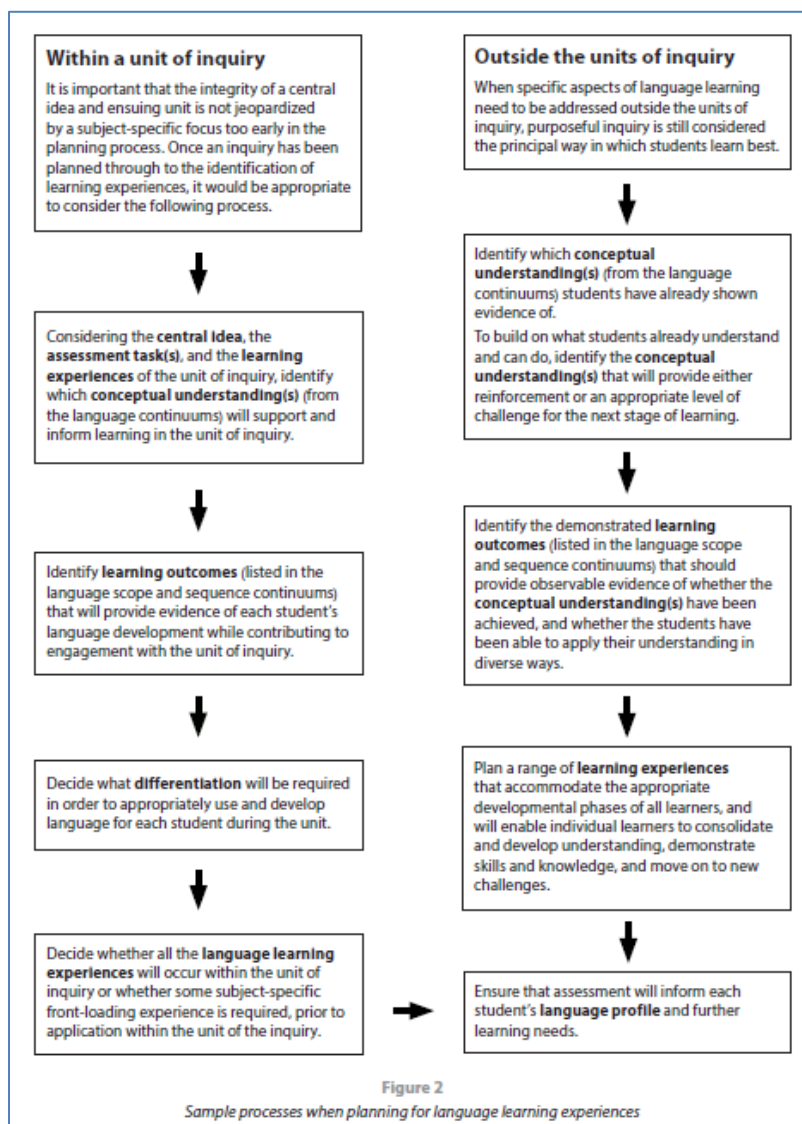 Within a unit of inquiry
It is important that the integrity of a central
idea and ensuing unit is not jeopardized
by a subject-specific focus too early in the
planning process. Once an inquiry has been
planned through to the identification of
learning experiences, it would be appropriate
to consider the following process.
Considering the central idea, the
assessment task(s), and the learning
experiences of the unit of inquiry, identify
which conceptual understanding(s) (from
the language continuums) will support and
inform learning in the unit of inquiry.
Identify learning outcomes (listed in the
language scope and sequence continuums)
that will provide evidence of each student's
language development while contributing to
engagement with the unit of inquiry.
Decide what differentiation will be required
in order to appropriately use and develop
language for each student during the unit.
Decide whether all the language learning
experiences will occur within the unit of
inquiry or whether some subject-specific
front-loading experience is required, prior to
application within the unit of the inquiry.
Outside the units of inquiry
When specific aspects of language learning
need to be addressed outside the units of
inquiry, purposeful inquiry is still considered
the principal way in which students learn best.
Identify which conceptual
understanding(s) (from the language
continuums) students have already shown
evidence of.
To build on what students already understand
and can do, identify the conceptual
understanding(s) that will provide either
reinforcement or an appropriate level of
challenge for the next stage of learning.
Identify the demonstrated learning
outcomes (listed in the language scope
and sequence continuums) that should
provide observable evidence of whether the
conceptual understanding(s) have been
achieved, and whether the students have
been able to apply their understanding in
diverse ways.
Plan a range of learning experiences
that accommodate the appropriate
developmental phases of all learners, and
will enable individual learners to consolidate
and develop understanding, demonstrate
skills and knowledge, and move on to new
challenges.
Ensure that assessment will inform each
student's language profile and further
learning needs.
Figure 2
Sample processes when planning for language learning experiences